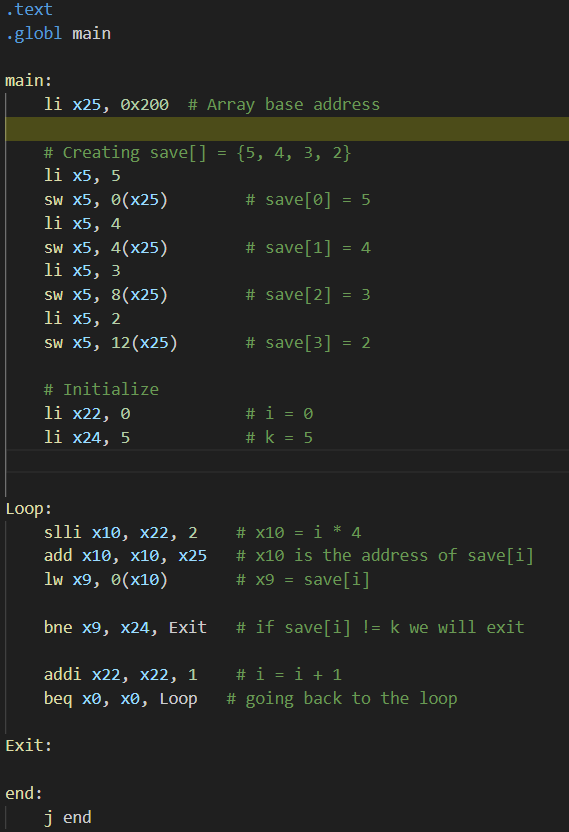 .text
.globl main
main:
li x25, 0x200  # Array base address
# Creating save[] = {5, 4, 3, 2}
li x5, 5
sw x5, 0(x25)        # save[0] = 5
li x5, 4
sw x5, 4(x25)        # save[1] = 4
li x5, 3
sw x5, 8(x25)        # save[2] = 3
li x5, 2
sw x5, 12(x25)       # save[3] = 2
# Initialize
li x22, 0            # i = 0
li x24, 5            # k = 5
Loop:
slli x10, x22, 2    # x10 = i * 4
add x10, x10, x25   # x10 is the address of save[i]
lw x9, 0(x10)       # x9 = save[i]
bne x9, x24, Exit   # if save[i] != k we will exit
addi x22, x22, 1    # i = i + 1
beq x0, x0, Loop   # going back to the loop
Exit:
end:
j end